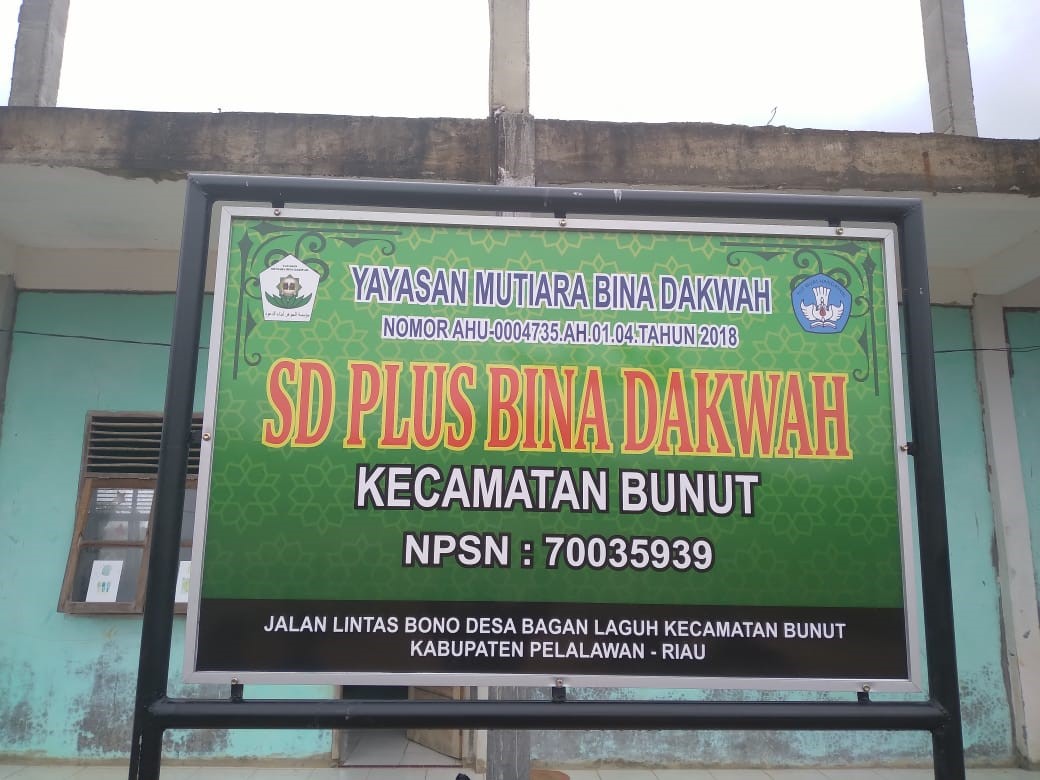 YAYASAN MUTIARA BINA DAKWAH
NOMOR AHU-0004735.AH.01.04.TAHUN 2018
SD PLUS BINA DAKWAH
KECAMATAN BUNUT
NPSN : 70035939
JALAN LINTAS BONO DESA BAGAN LAGUH KECAMATAN BUNUT
KABUPATEN PELALAWAN - RIAU